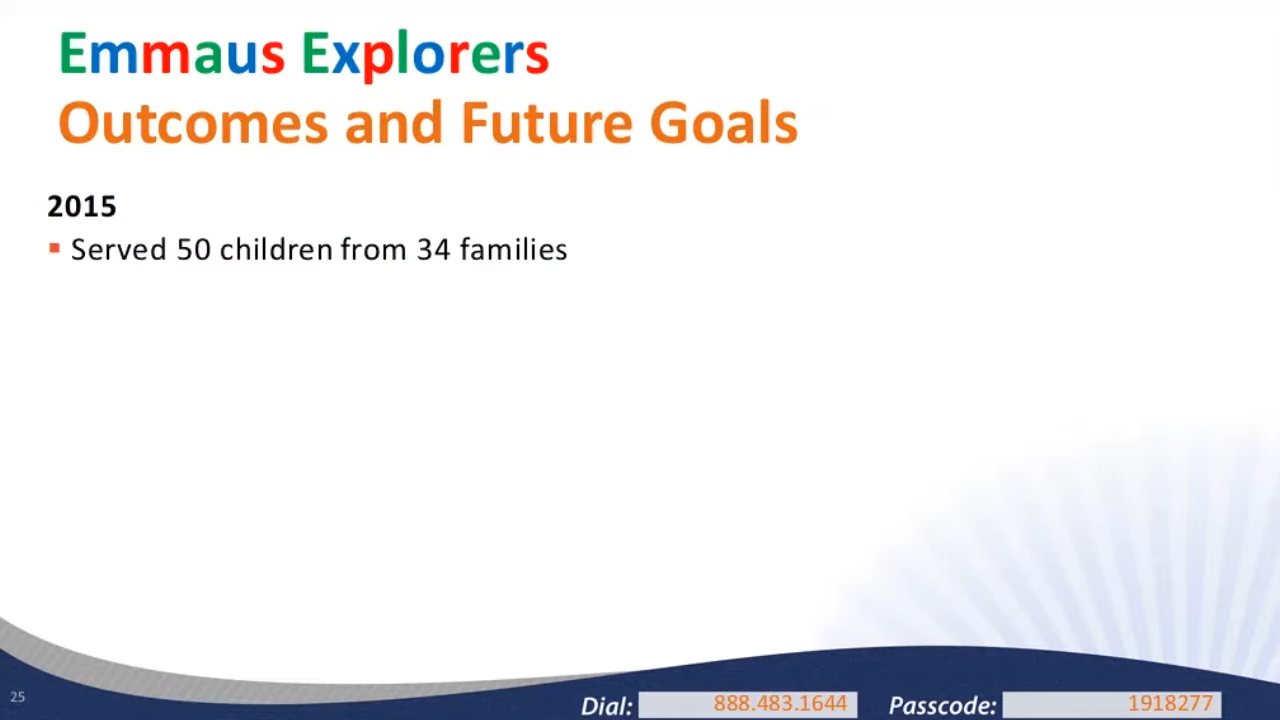 Emmaus Explorers
Outcomes and Future Goals
2015
▪ Served 50 children from 34 families
25
Dial: 888.483.1644 Passcode: 1918277